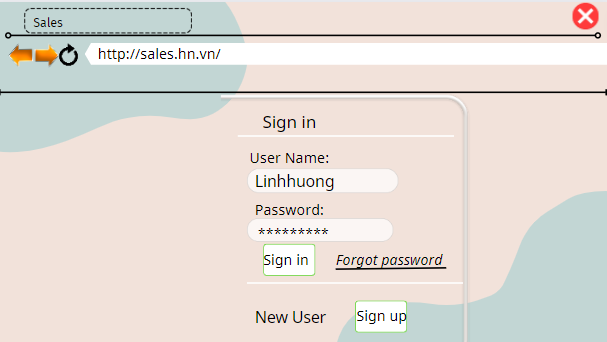 Sales
http://sales.hn.vn/
Sign in
User Name:
Linhhuong
Password:
*********
Sign in Forgot password
New User Sign up